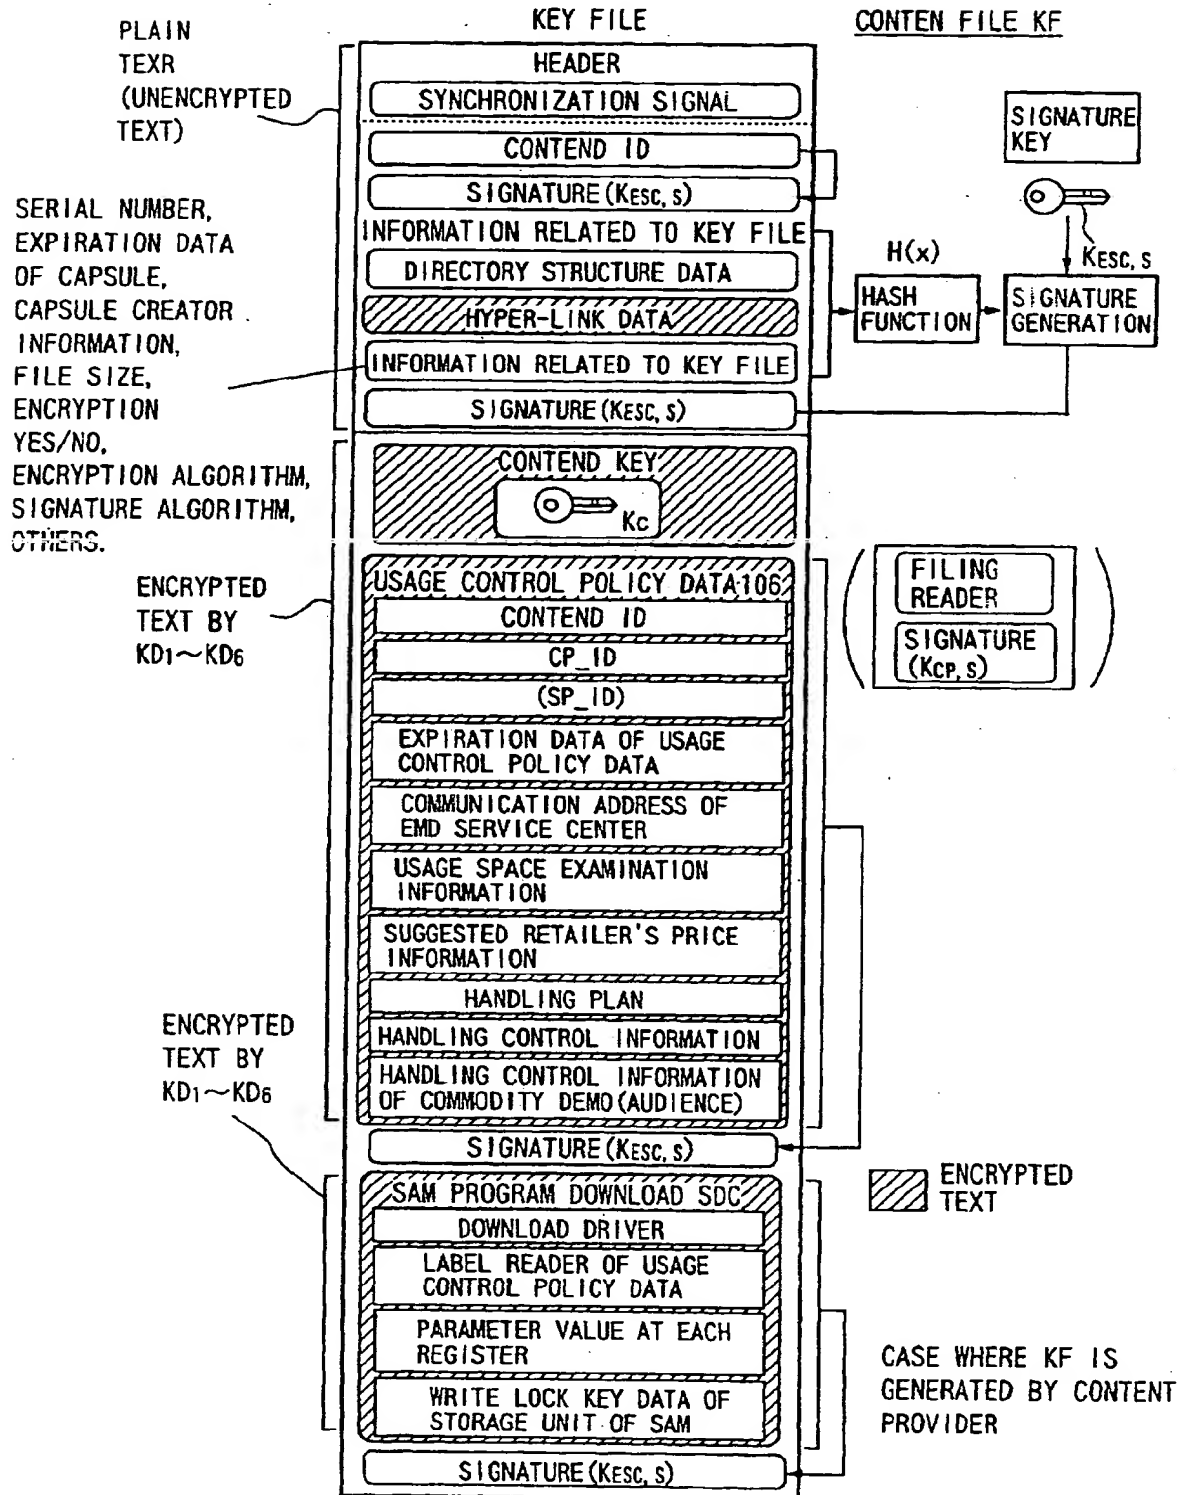 KEY FILE
CONTEN FILE KF
PLAIN
TEXR
(UNENCRYPTED
TEXT)
HEADER
SYNCHRONIZATION SIGNAL
CONTEND ID
SIGNATURE(KESC, S)
INFORMATION RELATED TO KEY FILE
DIRECTORY STRUCTURE DATA
HYPER-LINK DATA
INFORMATION RELATED TO KEY FILE
SIGNATURE(KESC, S)
SIGNATURE
KEY
KESC, S
H(x)
HASH
FUNCTION
SIGNATURE
GENERATION
SERIAL NUMBER,
EXPIRATION DATA
OF CAPSULE,
CAPSULE CREATOR
INFORMATION,
FILE SIZE,
ENCRYPTION
YES/NO,
ENCRYPTION ALGORITHM,
SIGNATURE ALGORITHM,
OTHERS.
CONTEND KEY
Kc
ENCRYPTED
TEXT BY
KD1~KD6
USAGE CONTROL POLICY DATA 106
CONTEND ID
CP_ID
(SP_ID)
EXPIRATION DATA OF USAGE
CONTROL POLICY DATA
COMMUNICATION ADDRESS OF
EMD SERVICE CENTER
USAGE SPACE EXAMINATION
INFORMATION
SUGGESTED RETAILER'S PRICE
INFORMATION
HANDLING PLAN
HANDLING CONTROL INFORMATION
HANDLING CONTROL INFORMATION
OF COMMODITY DEMO(AUDIENCE)
SIGNATURE(KESC, S)
FILING
READER
SIGNATURE
(KCP, S)
ENCRYPTED
TEXT BY
KD1~KD6
SAM PROGRAM DOWNLOAD SDC
DOWNLOAD DRIVER
LABEL READER OF USAGE
CONTROL POLICY DATA
PARAMETER VALUE AT EACH
REGISTER
WRITE LOCK KEY DATA OF
STORAGE UNIT OF SAM
SIGNATURE(KESC, S)
ENCRYPTED
TEXT
CASE WHERE KF IS
GENERATED BY CONTENT
PROVIDER